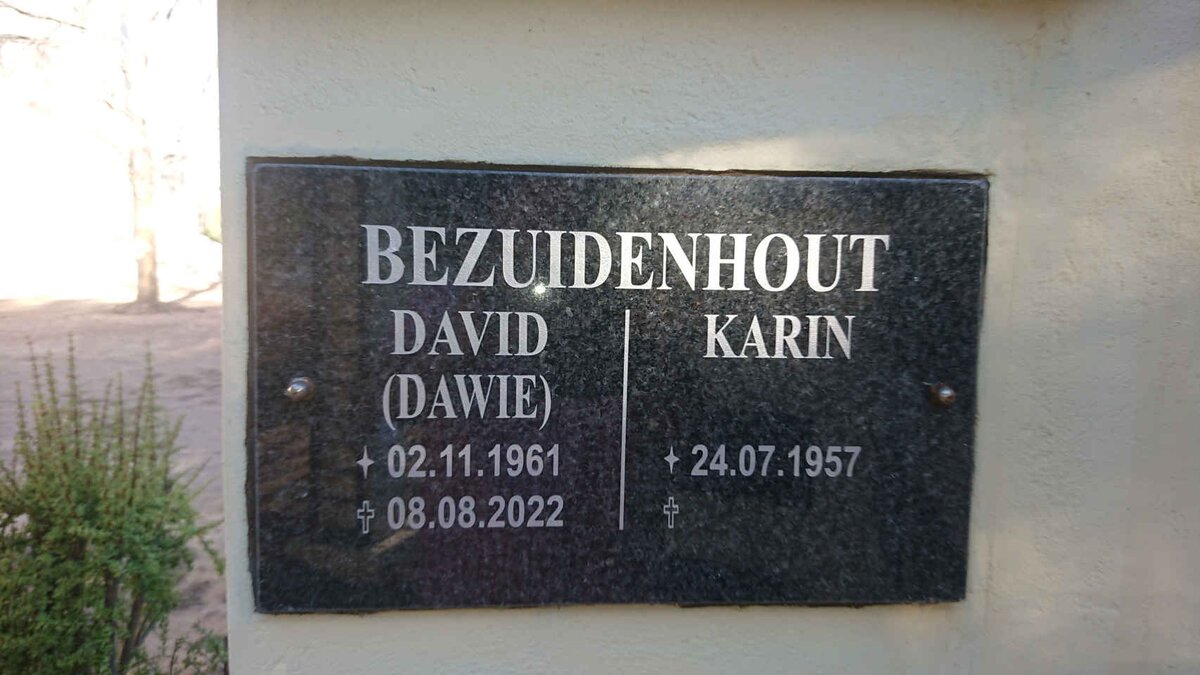 BEZUIDENHOUT
DAVID
(DAWIE)
02.11.1961
08.08.2022
KARIN
24.07.1957